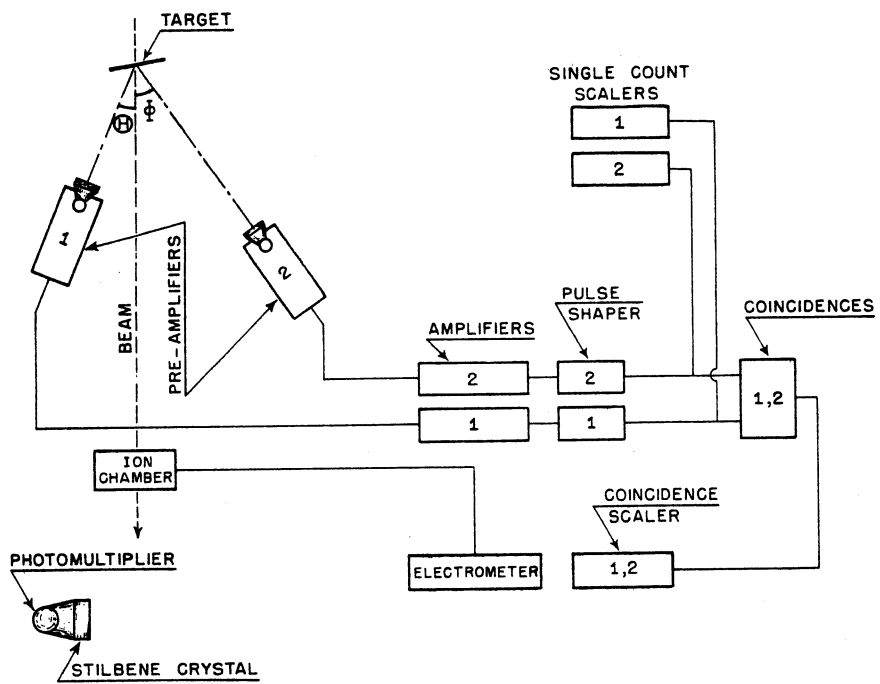 TARGET
SINGLE COUNT
SCALERS
1
2
Θ
Φ
1
2
PRE-AMPLIFIERS
BEAM
AMPLIFIERS
PULSE
SHAPER
COINCIDENCES
2
2
1,2
1
1
ION
CHAMBER
COINCIDENCE
SCALER
PHOTOMULTIPLIER
ELECTROMETER
1,2
STILBENE CRYSTAL